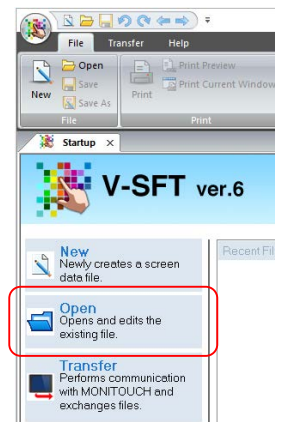 File Transfer Help
New
Open
Save
Save As
Print
Print Preview
Print Current Window
File
Print
Startup ×
V-SFT ver.6
New
Newly creates a screen
data file.
Recent Fil
Open
Opens and edits the
existing file.
Transfer
Performs communication
with MONITOUCH and
exchanges files.